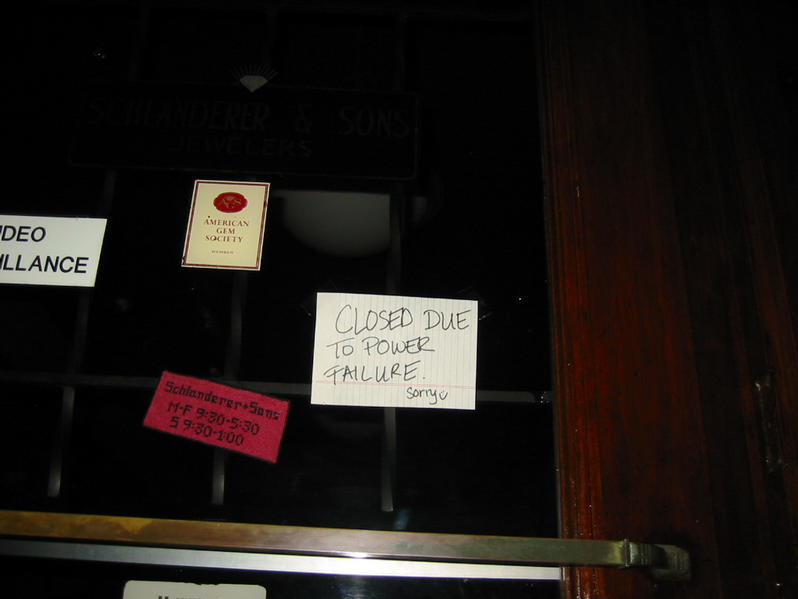 SCHLANDERER & SONS
JEWELERS
AMERICAN
GEM
SOCIETY
IDEO
ILLANCE
CLOSED DUE
TO POWER
FAILURE.
sorry
Schlanderer+Sons
M-F 9:30-5:30
S 9:30-1:00